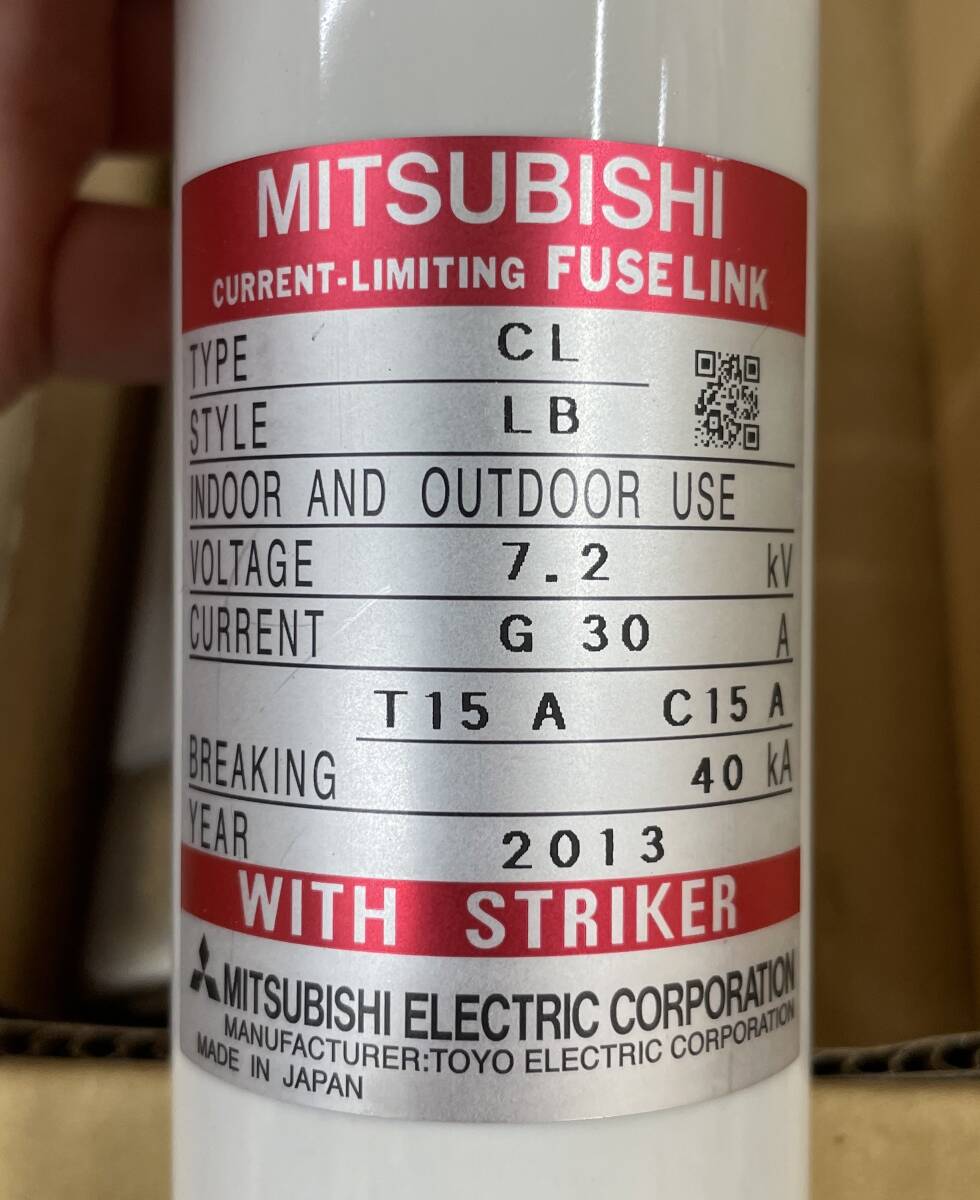 MITSUBISHI
CURRENT-LIMITING FUSE LINK
TYPE CL
STYLE LB
INDOOR AND OUTDOOR USE
VOLTAGE 7.2 kV
CURRENT G 30 A
T15 A C15 A
BREAKING 40 kA
YEAR 2013
WITH STRIKER
MITSUBISHI ELECTRIC CORPORATION
MANUFACTURER:TOYO ELECTRIC CORPORATION
MADE IN JAPAN